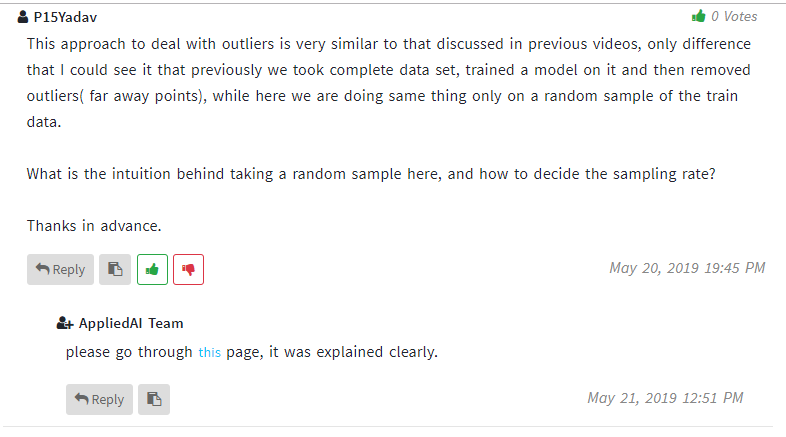 P15Yadav
0 Votes
This approach to deal with outliers is very similar to that discussed in previous videos, only difference
that I could see it that previously we took complete data set, trained a model on it and then removed
outliers( far away points), while here we are doing same thing only on a random sample of the train
data.
What is the intuition behind taking a random sample here, and how to decide the sampling rate?
Thanks in advance.
Reply
May 20, 2019 19:45 PM
AppliedAI Team
please go through this page, it was explained clearly.
Reply
May 21, 2019 12:51 PM